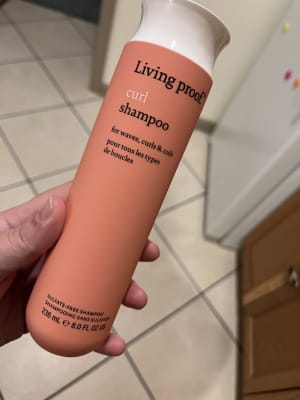 Living proof®
curl
shampoo
for waves, curls & coils
pour tous les types
de boucles
SULFATE-FREE SHAMPOO
SHAMPOOING SANS SULFATE
236 mL ℮ 8.0 FL OZ US